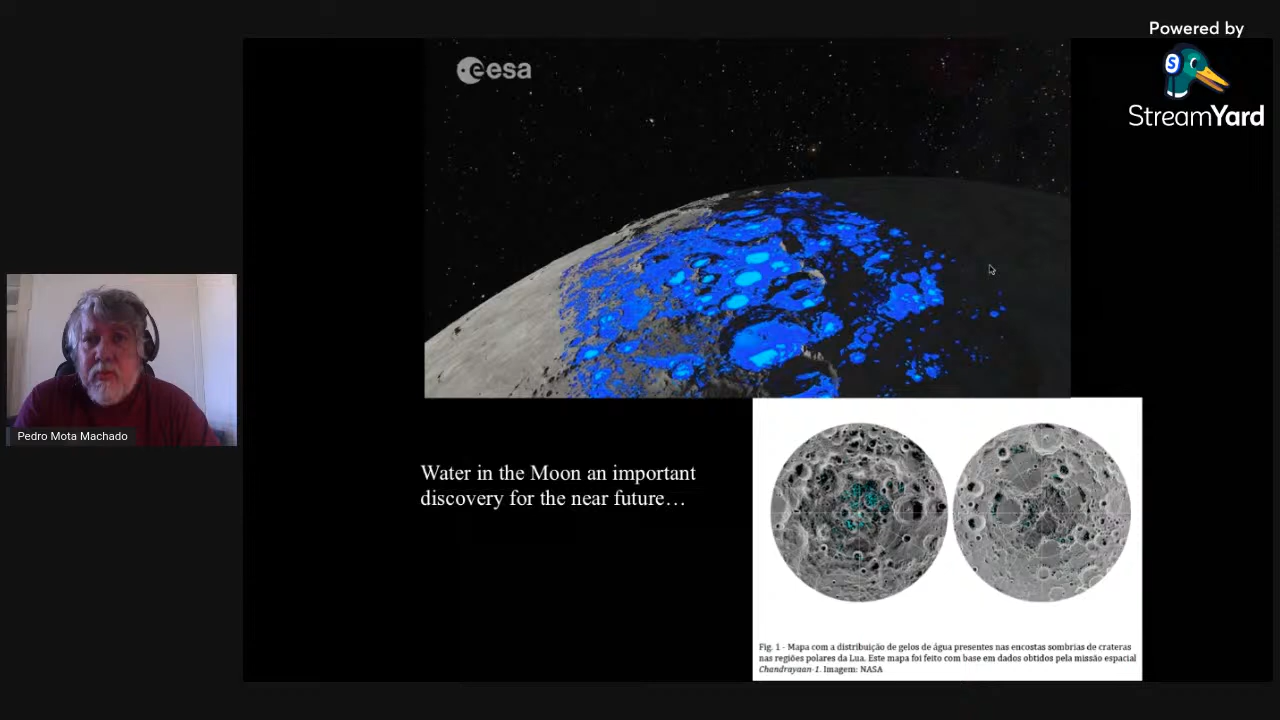 Powered by
StreamYard
esa
Pedro Mota Machado
Water in the Moon an important
discovery for the near future…
Fig. 1 - Mapa com a distribuição de gelos de água presentes nas encostas sombrias de crateras
nas regiões polares da Lua. Este mapa foi feito com base em dados obtidos pela missão espacial
Chandrayaan-1. Imagem: NASA